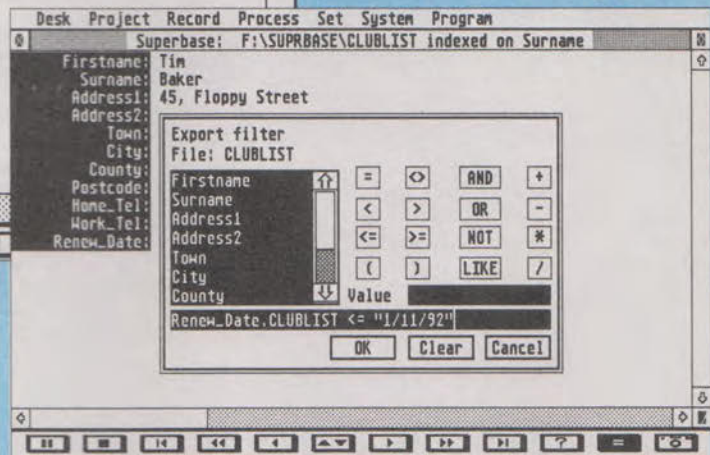 Desk Project Record Process Set System Program
Superbase: F:\SUPRBASE\CLUBLIST indexed on Surname
Firstname: Tim
Surname: Baker
Address1: 45, Floppy Street
Address2:
Town:
City:
County:
Postcode:
Home_Tel:
Work_Tel:
Renew_Date:
Export filter
File: CLUBLIST
Firstname
Surname
Address1
Address2
Town
City
County
= <> AND +
< > OR -
<= >= NOT *
( ) LIKE /
Value
Renew_Date.CLUBLIST <= "1/11/92"
OK Clear Cancel
? =